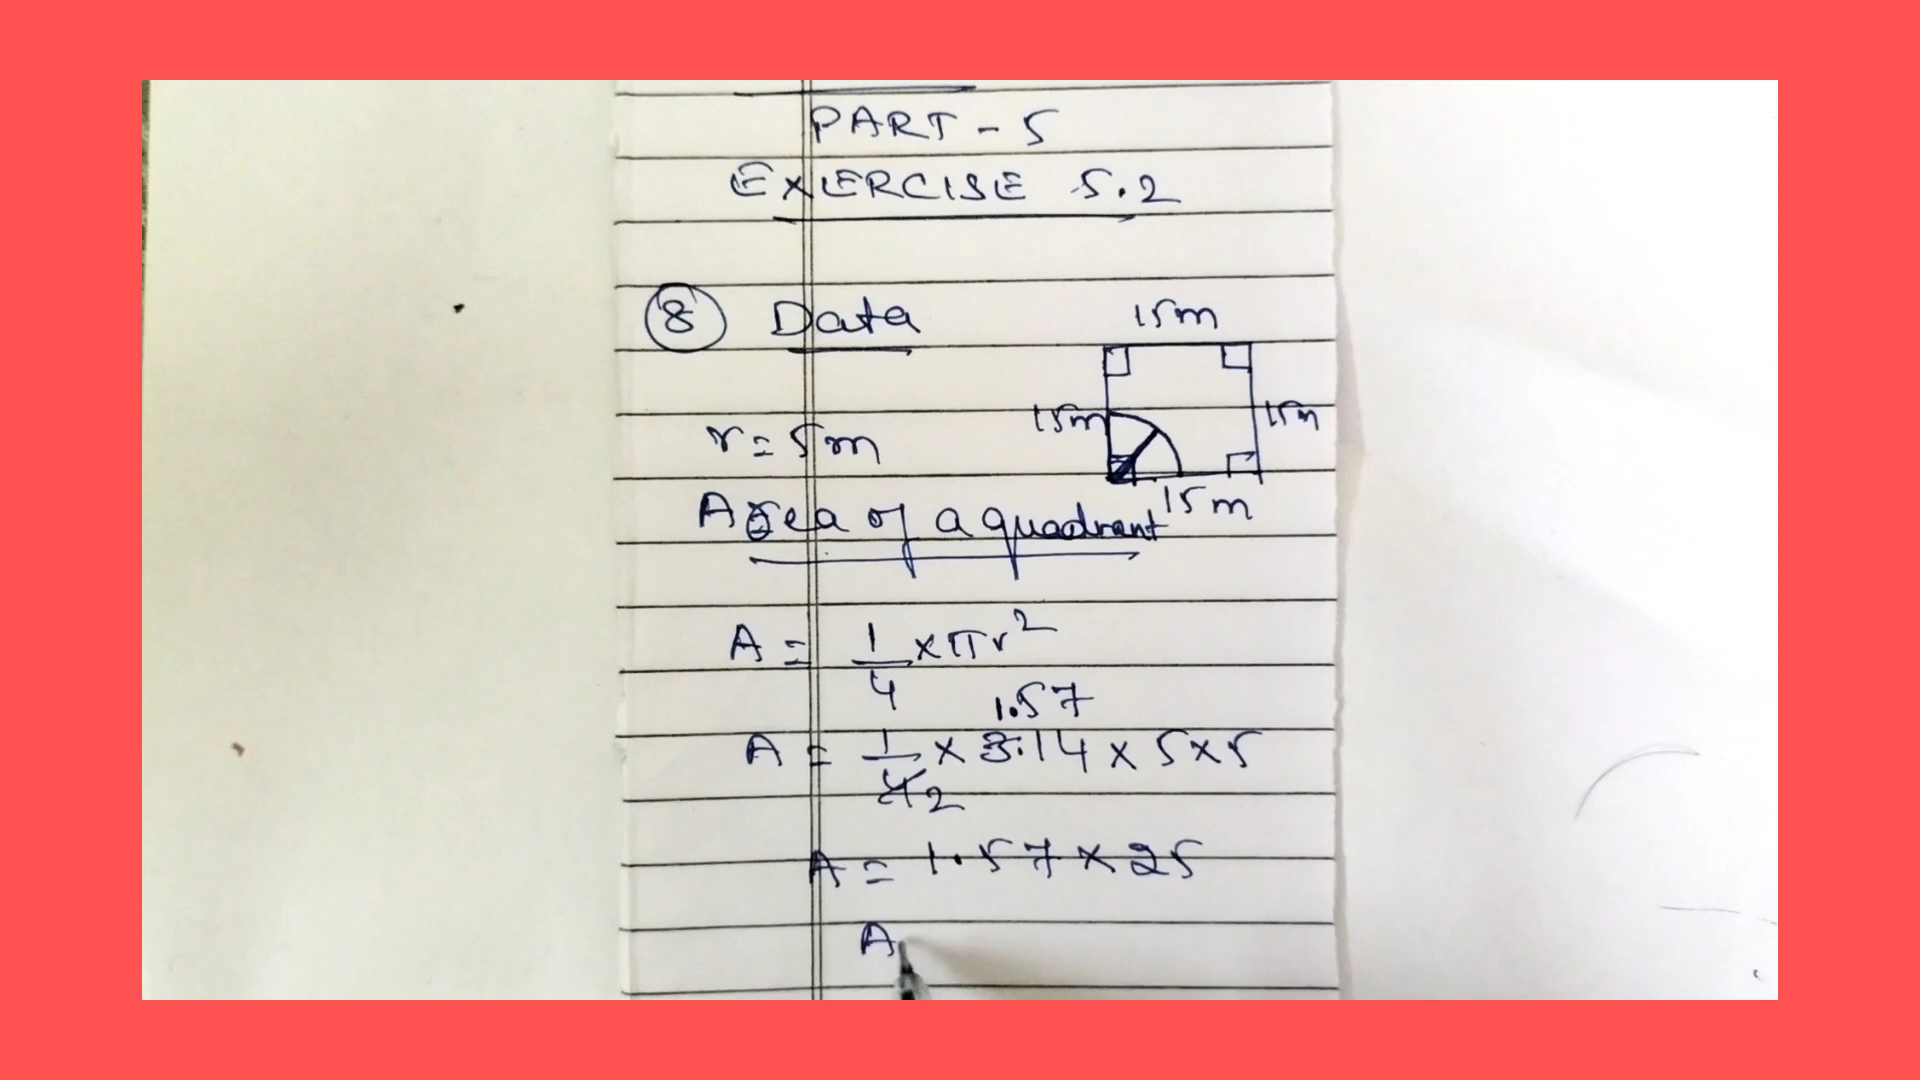 PART - 5
EXERCISE 5.2
8 Data
15m
15m
15m
r = 5m
15m
Area of a quadrant
A = 1/4 × πr²
1.57
A = 1/4 × 3.14 × 5 × 5
2
A = 1.57 × 25
A